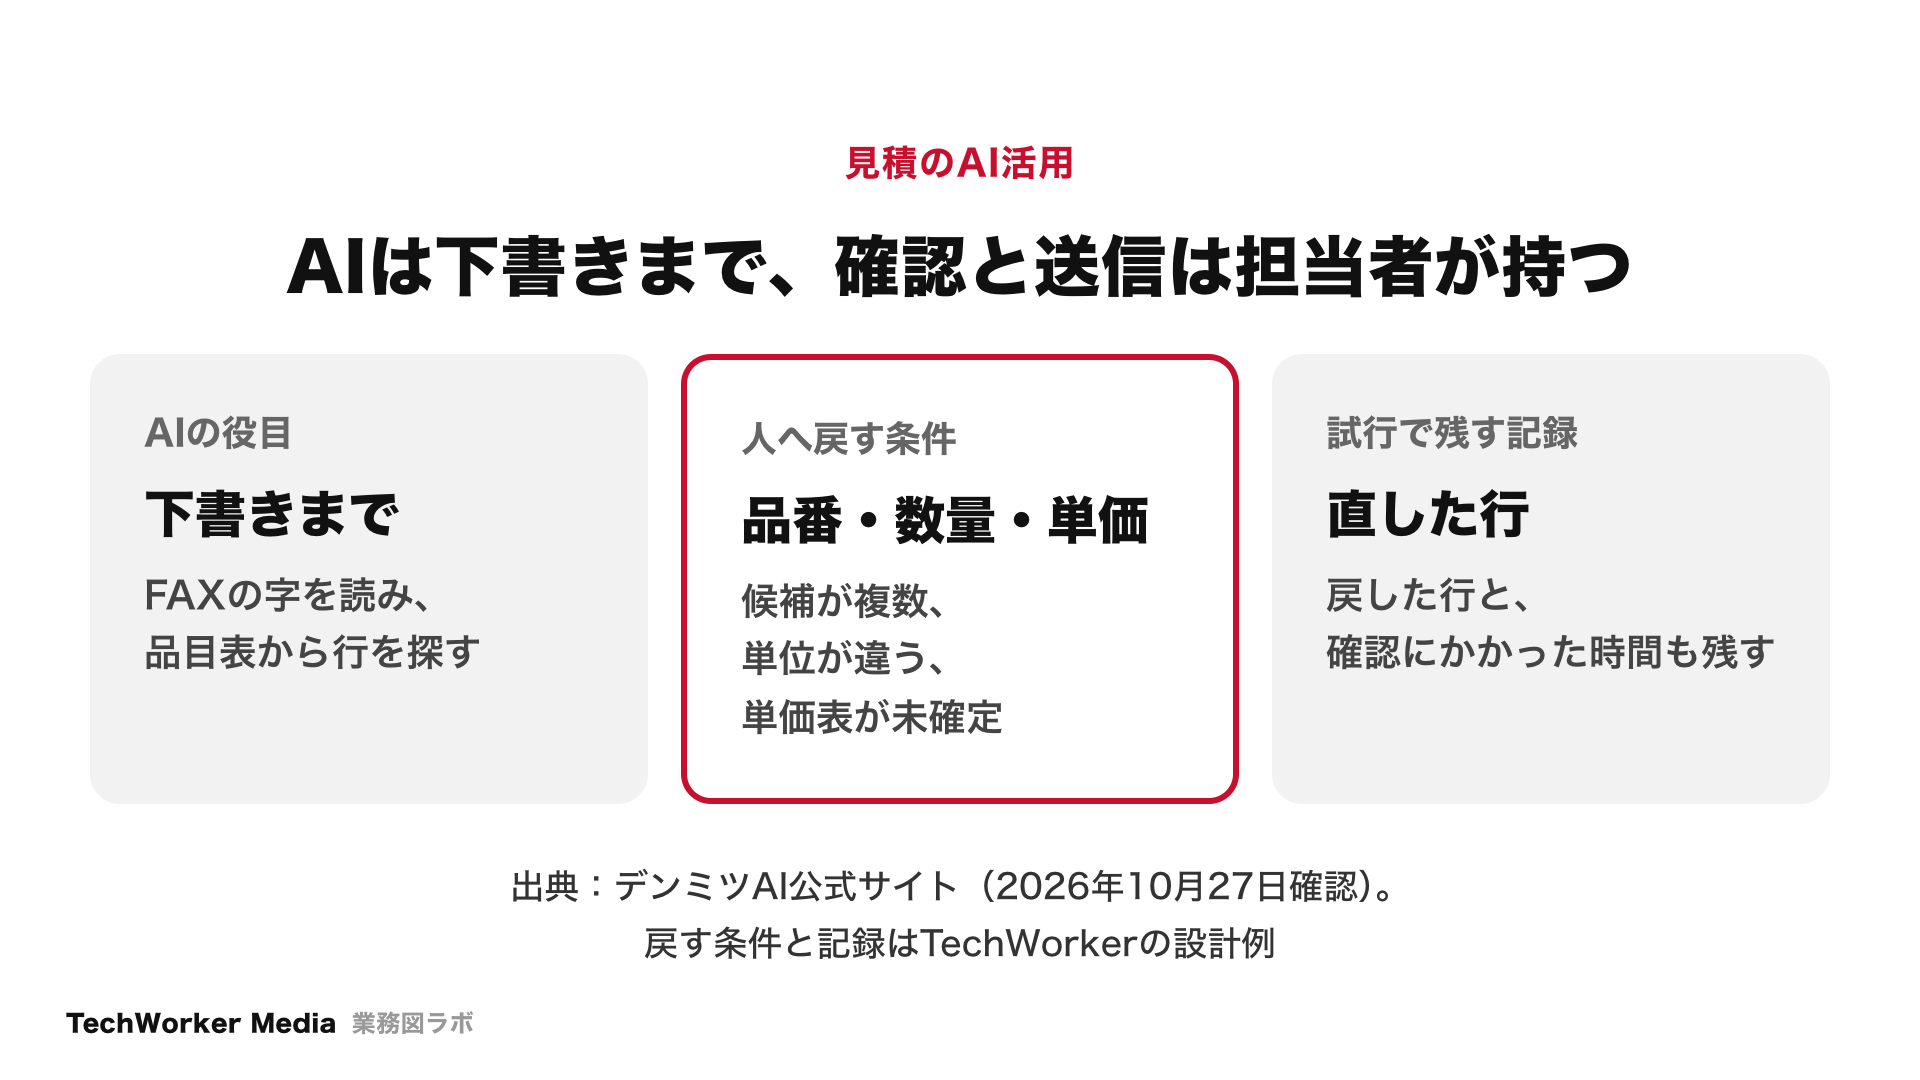 見積のAI活用
AIは下書きまで、確認と送信は担当者が持つ
AIの役目
下書きまで
FAXの字を読み、
品目表から行を探す
人へ戻す条件
品番・数量・単価
候補が複数、
単位が違う、
単価表が未確定
試行で残す記録
直した行
戻した行と、
確認にかかった時間も残す
出典：デンミツAI公式サイト（2026年10月27日確認）。
戻す条件と記録はTechWorkerの設計例
TechWorker Media 業務図ラボ